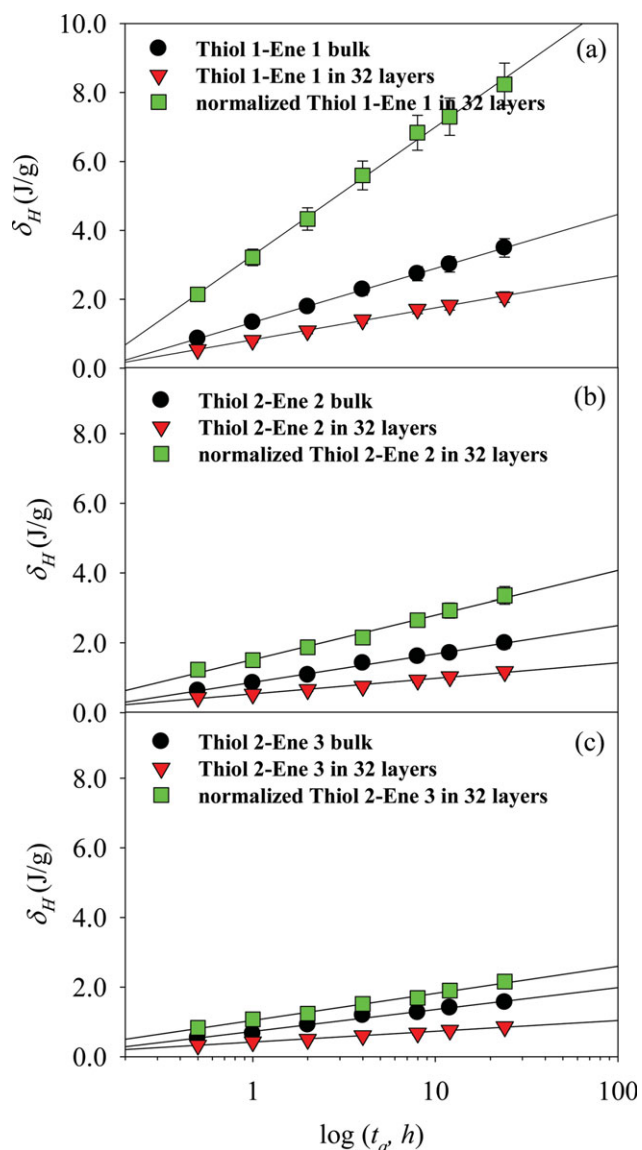 10.0
(a)
Thiol 1-Ene 1 bulk
Thiol 1-Ene 1 in 32 layers
normalized Thiol 1-Ene 1 in 32 layers
8.0
6.0
4.0
2.0
0.0
δH (J/g)
(b)
Thiol 2-Ene 2 bulk
Thiol 2-Ene 2 in 32 layers
normalized Thiol 2-Ene 2 in 32 layers
8.0
6.0
4.0
2.0
0.0
δH (J/g)
(c)
Thiol 2-Ene 3 bulk
Thiol 2-Ene 3 in 32 layers
normalized Thiol 2-Ene 3 in 32 layers
8.0
6.0
4.0
2.0
0.0
δH (J/g)
1 10 100
log (ta, h)